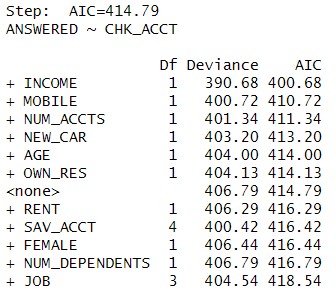 Step:  AIC=414.79
ANSWERED ~ CHK_ACCT
Df Deviance    AIC
+ INCOME          1   390.68 400.68
+ MOBILE          1   400.72 410.72
+ NUM_ACCTS       1   401.34 411.34
+ NEW_CAR         1   403.20 413.20
+ AGE             1   404.00 414.00
+ OWN_RES         1   404.13 414.13
<none>                406.79 414.79
+ RENT            1   406.29 416.29
+ SAV_ACCT        4   400.42 416.42
+ FEMALE          1   406.44 416.44
+ NUM_DEPENDENTS  1   406.79 416.79
+ JOB             3   404.54 418.54